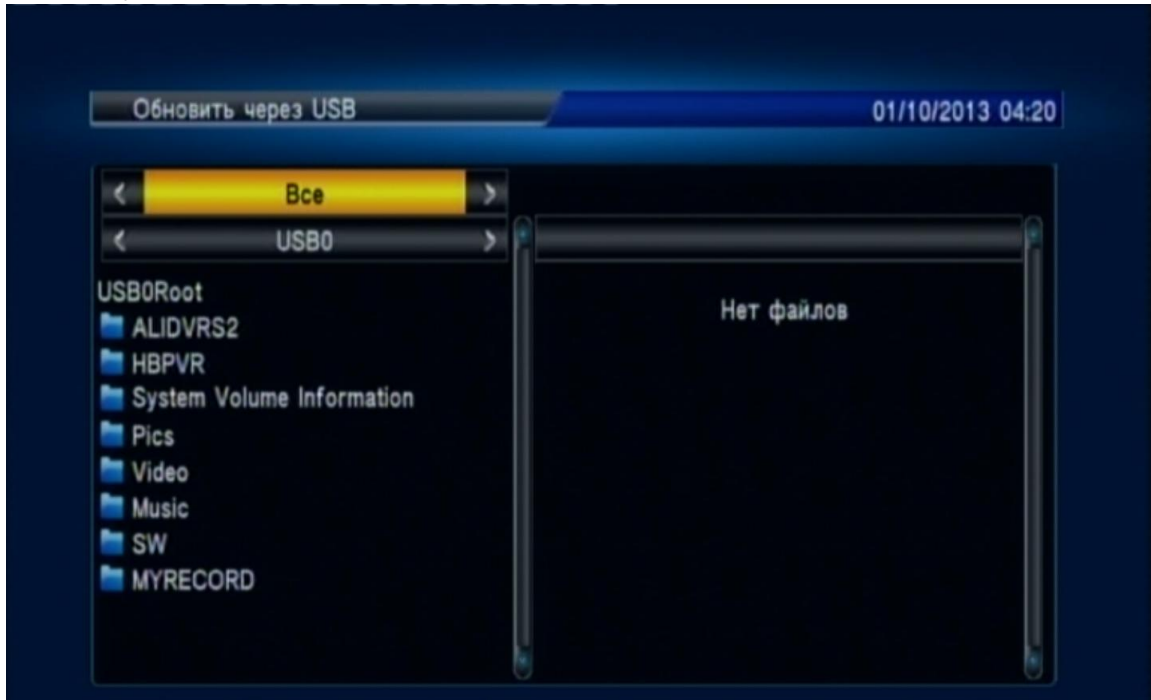 Обновить через USB
01/10/2013 04:20
Все
USB0
USB0Root
Нет файлов
ALIDVRS2
HBPVR
System Volume Information
Pics
Video
Music
SW
MYRECORD